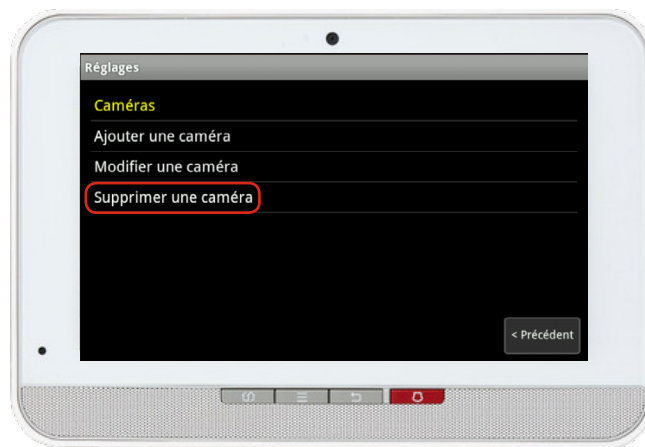 Réglages
Caméras
Ajouter une caméra
Modifier une caméra
Supprimer une caméra
< Précédent